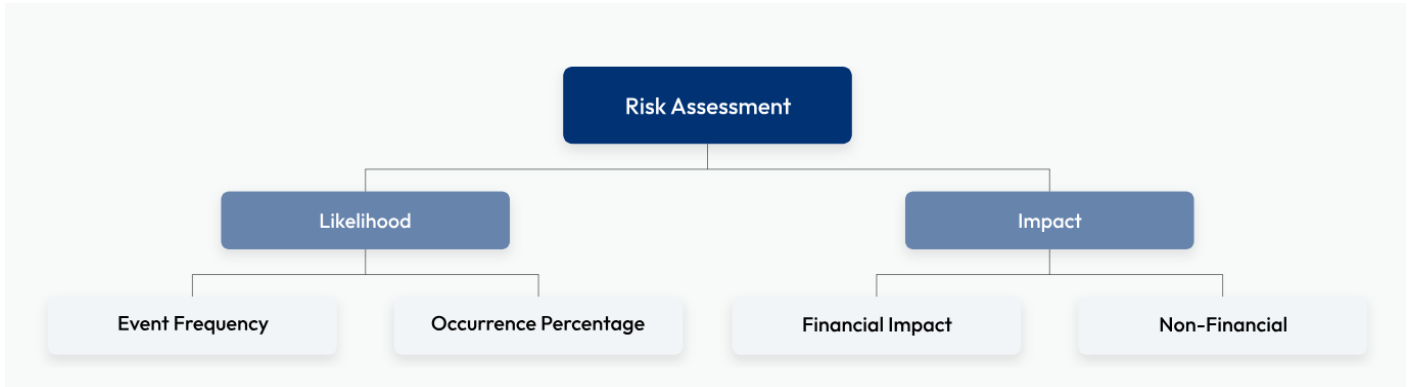 Risk Assessment
Likelihood
Impact
Event Frequency
Occurrence Percentage
Financial Impact
Non-Financial